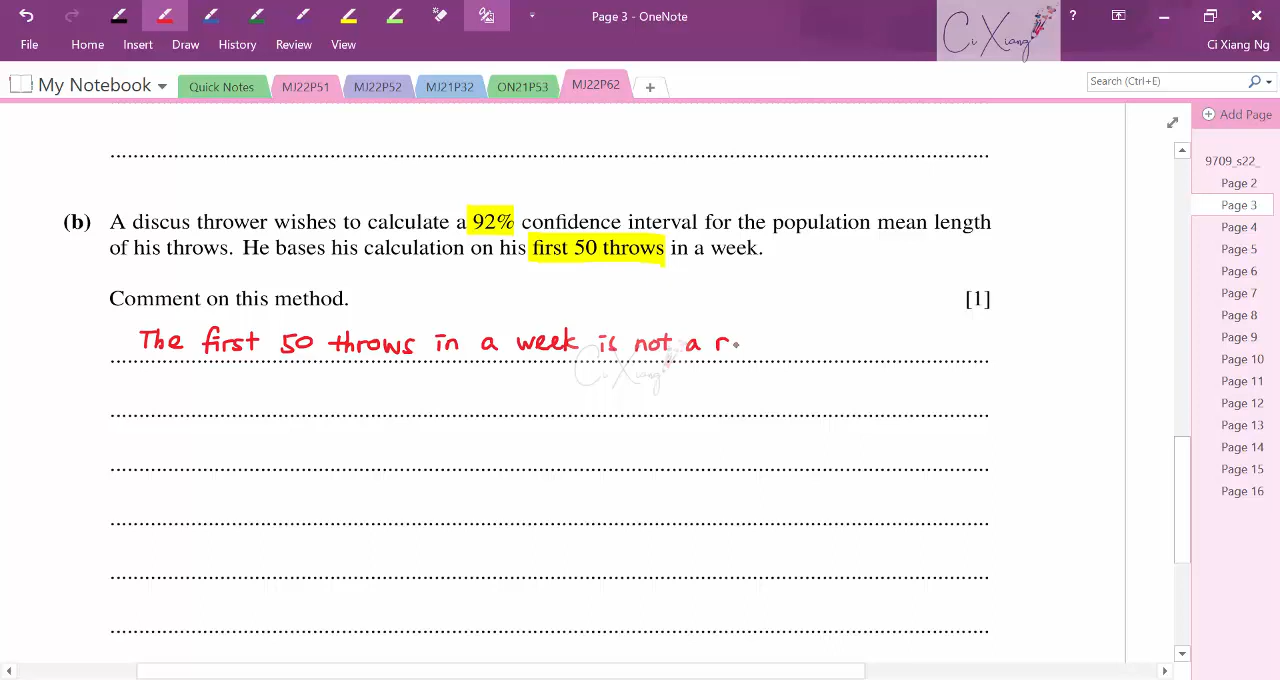 Page 3 - OneNote
Ci Xiang
?
File
Home
Insert
Draw
History
Review
View
Ci Xiang Ng
My Notebook
Quick Notes
MJ22P51
MJ22P52
MJ21P32
ON21P53
MJ22P62
Search (Ctrl+E)
Add Page
9709_s22_
Page 2
Page 3
Page 4
Page 5
Page 6
Page 7
Page 8
Page 9
Page 10
Page 11
Page 12
Page 13
Page 14
Page 15
Page 16
(b) A discus thrower wishes to calculate a 92% confidence interval for the population mean length
of his throws. He bases his calculation on his first 50 throws in a week.
Comment on this method. [1]
The first 50 throws in a week is not a r
Ci Xiang